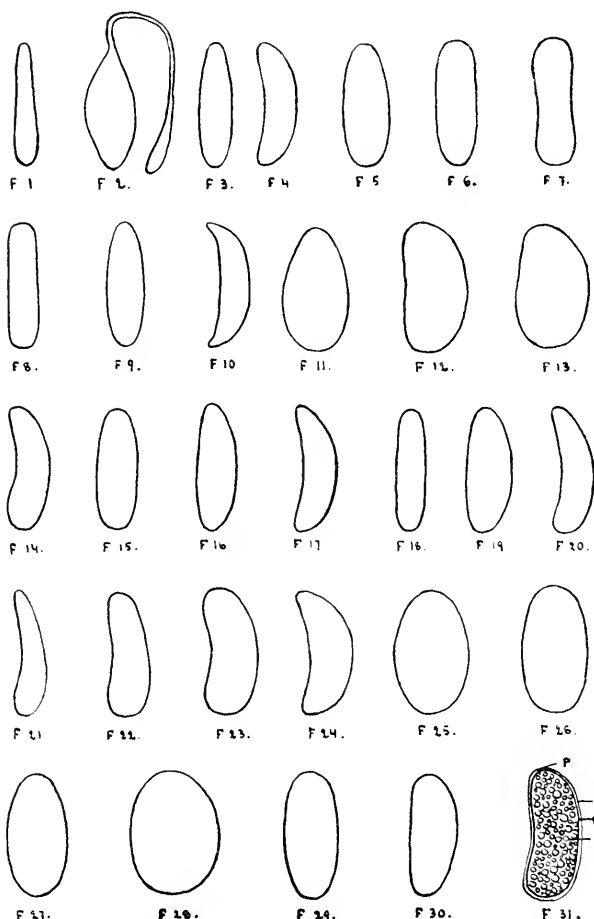 F 1 F 2. F 3. F 4 F 5 F 6. F 7.
F 8. F 9. F 10 F 11. F 12. F 13.
F 14. F 15. F 16 F 17 F 18. F 19 F 20.
F 21 F 22. F 23. F 24. F 25. F 26.
P
F 27. F 28. F 29. F 30. F 31.